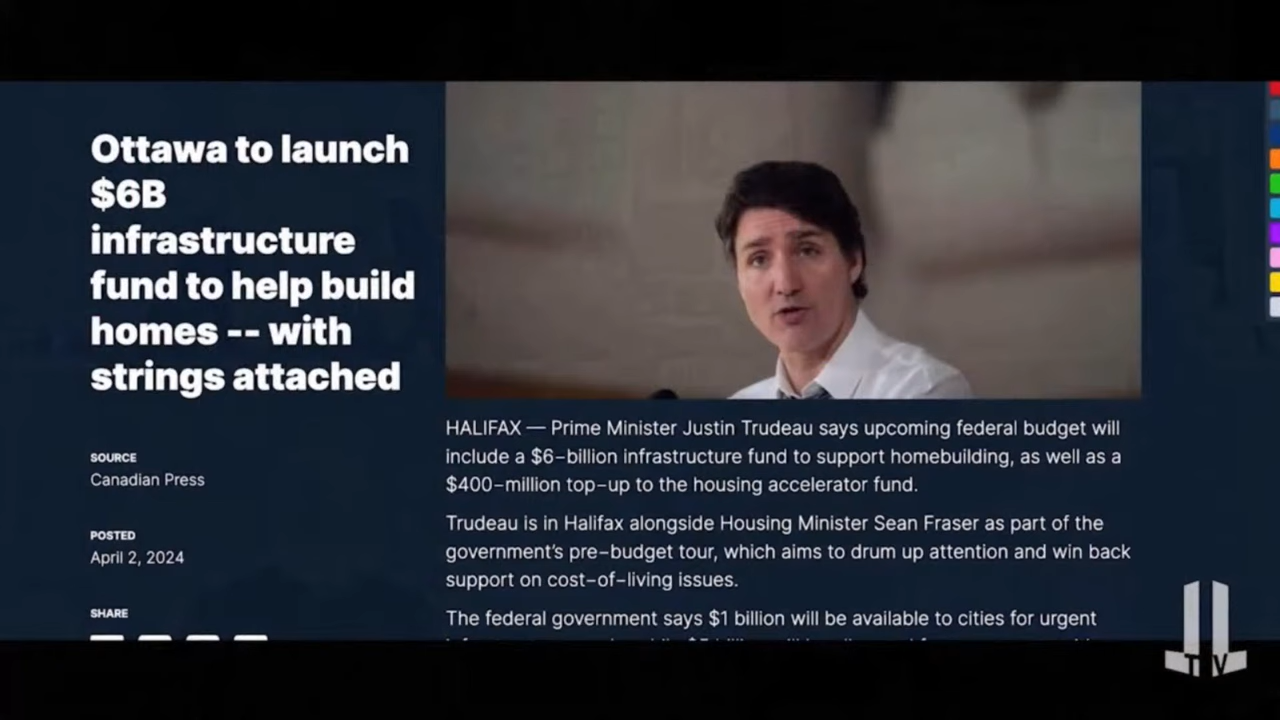 Ottawa to launch
$6B
infrastructure
fund to help build
homes -- with
strings attached
SOURCE
Canadian Press
POSTED
April 2, 2024
SHARE
HALIFAX — Prime Minister Justin Trudeau says upcoming federal budget will
include a $6-billion infrastructure fund to support homebuilding, as well as a
$400-million top-up to the housing accelerator fund.
Trudeau is in Halifax alongside Housing Minister Sean Fraser as part of the
government's pre-budget tour, which aims to drum up attention and win back
support on cost-of-living issues.
The federal government says $1 billion will be available to cities for urgent